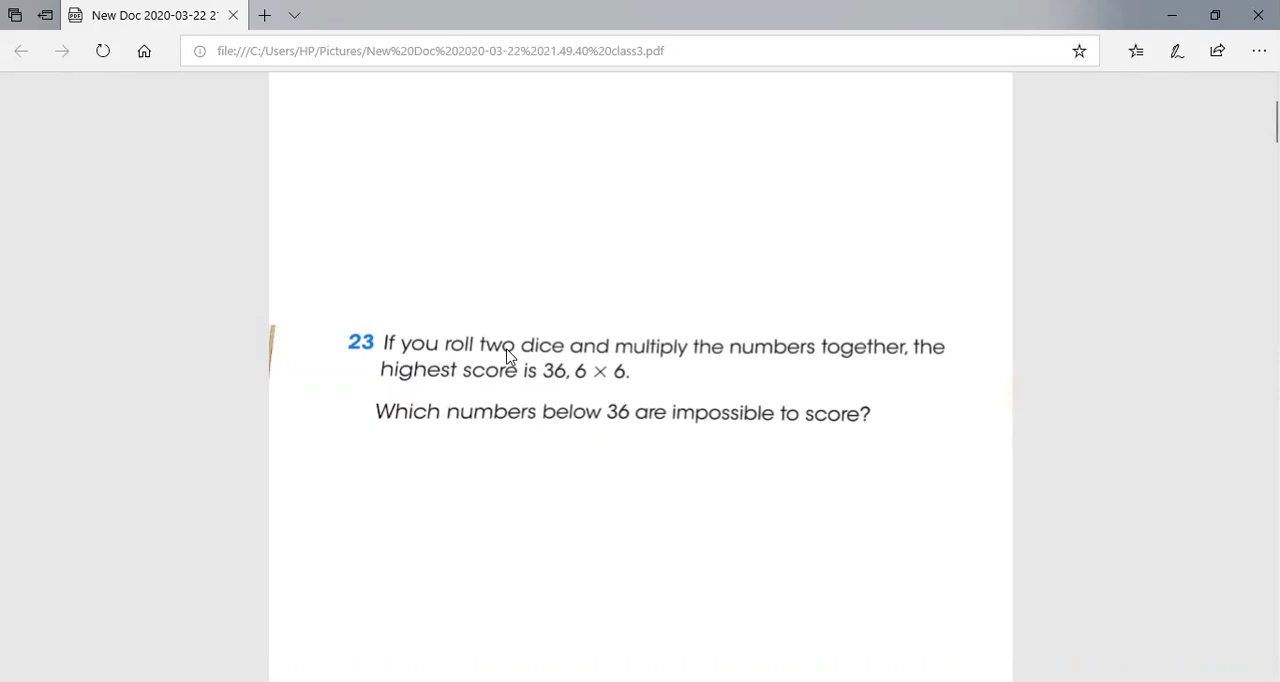 New Doc 2020-03-22 2
file:///C:/Users/HP/Pictures/New%20Doc%202020-03-22%2021.49.40%20class3.pdf
23 If you roll two dice and multiply the numbers together, the
highest score is 36, 6 × 6.
Which numbers below 36 are impossible to score?